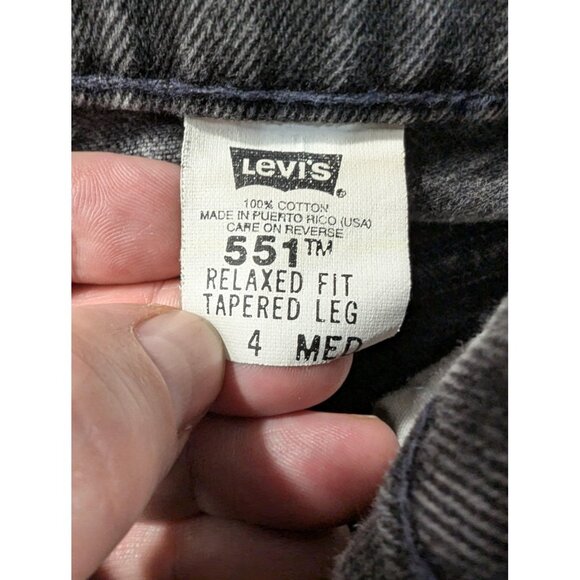 LEVI'S ®
100% COTTON
MADE IN PUERTO RICO (USA)
CARE ON REVERSE
551™
RELAXED FIT
TAPERED LEG
4 MED